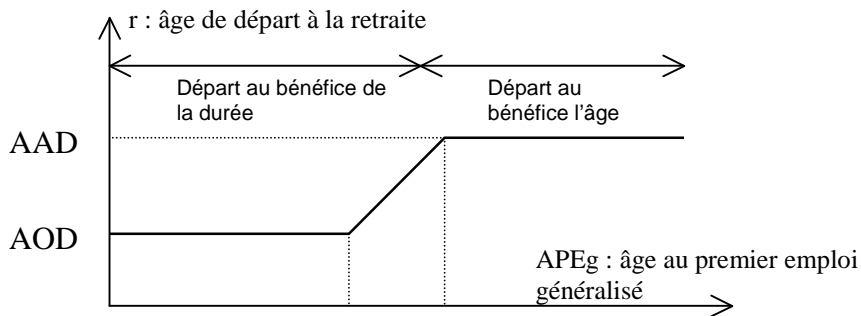 r : âge de départ à la retraite
Départ au bénéfice de
la durée
Départ au
bénéfice l'âge
AAD
AOD
APEg : âge au premier emploi
généralisé